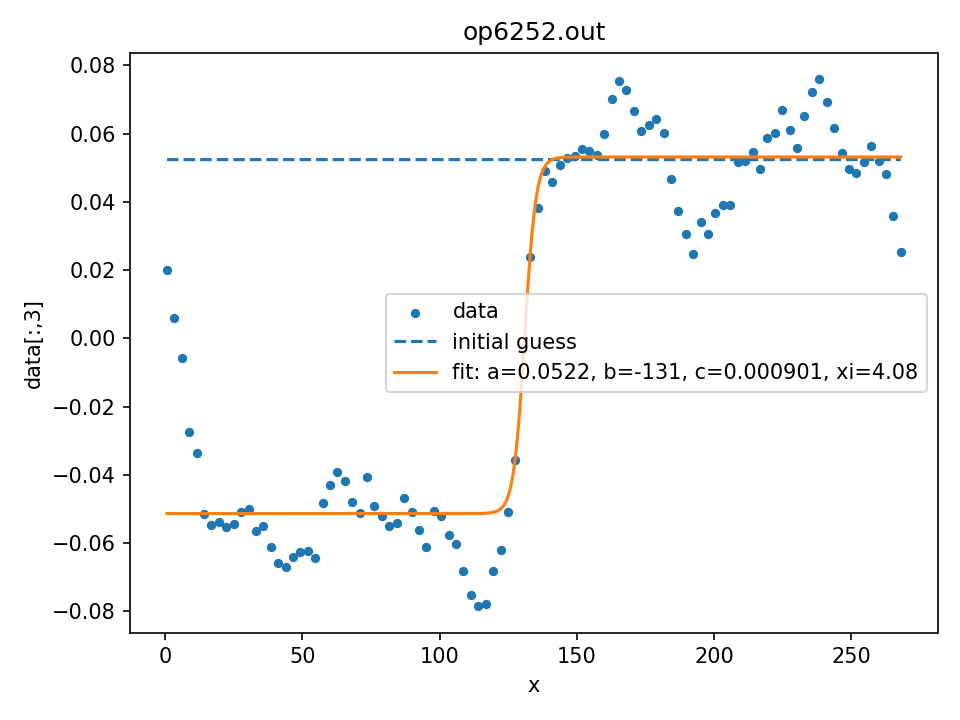 op6252.out
0.08
0.06
0.04
0.02
0.00
−0.02
−0.04
−0.06
−0.08
data[:,3]
data
initial guess
fit: a=0.0522, b=-131, c=0.000901, xi=4.08
0 50 100 150 200 250
x